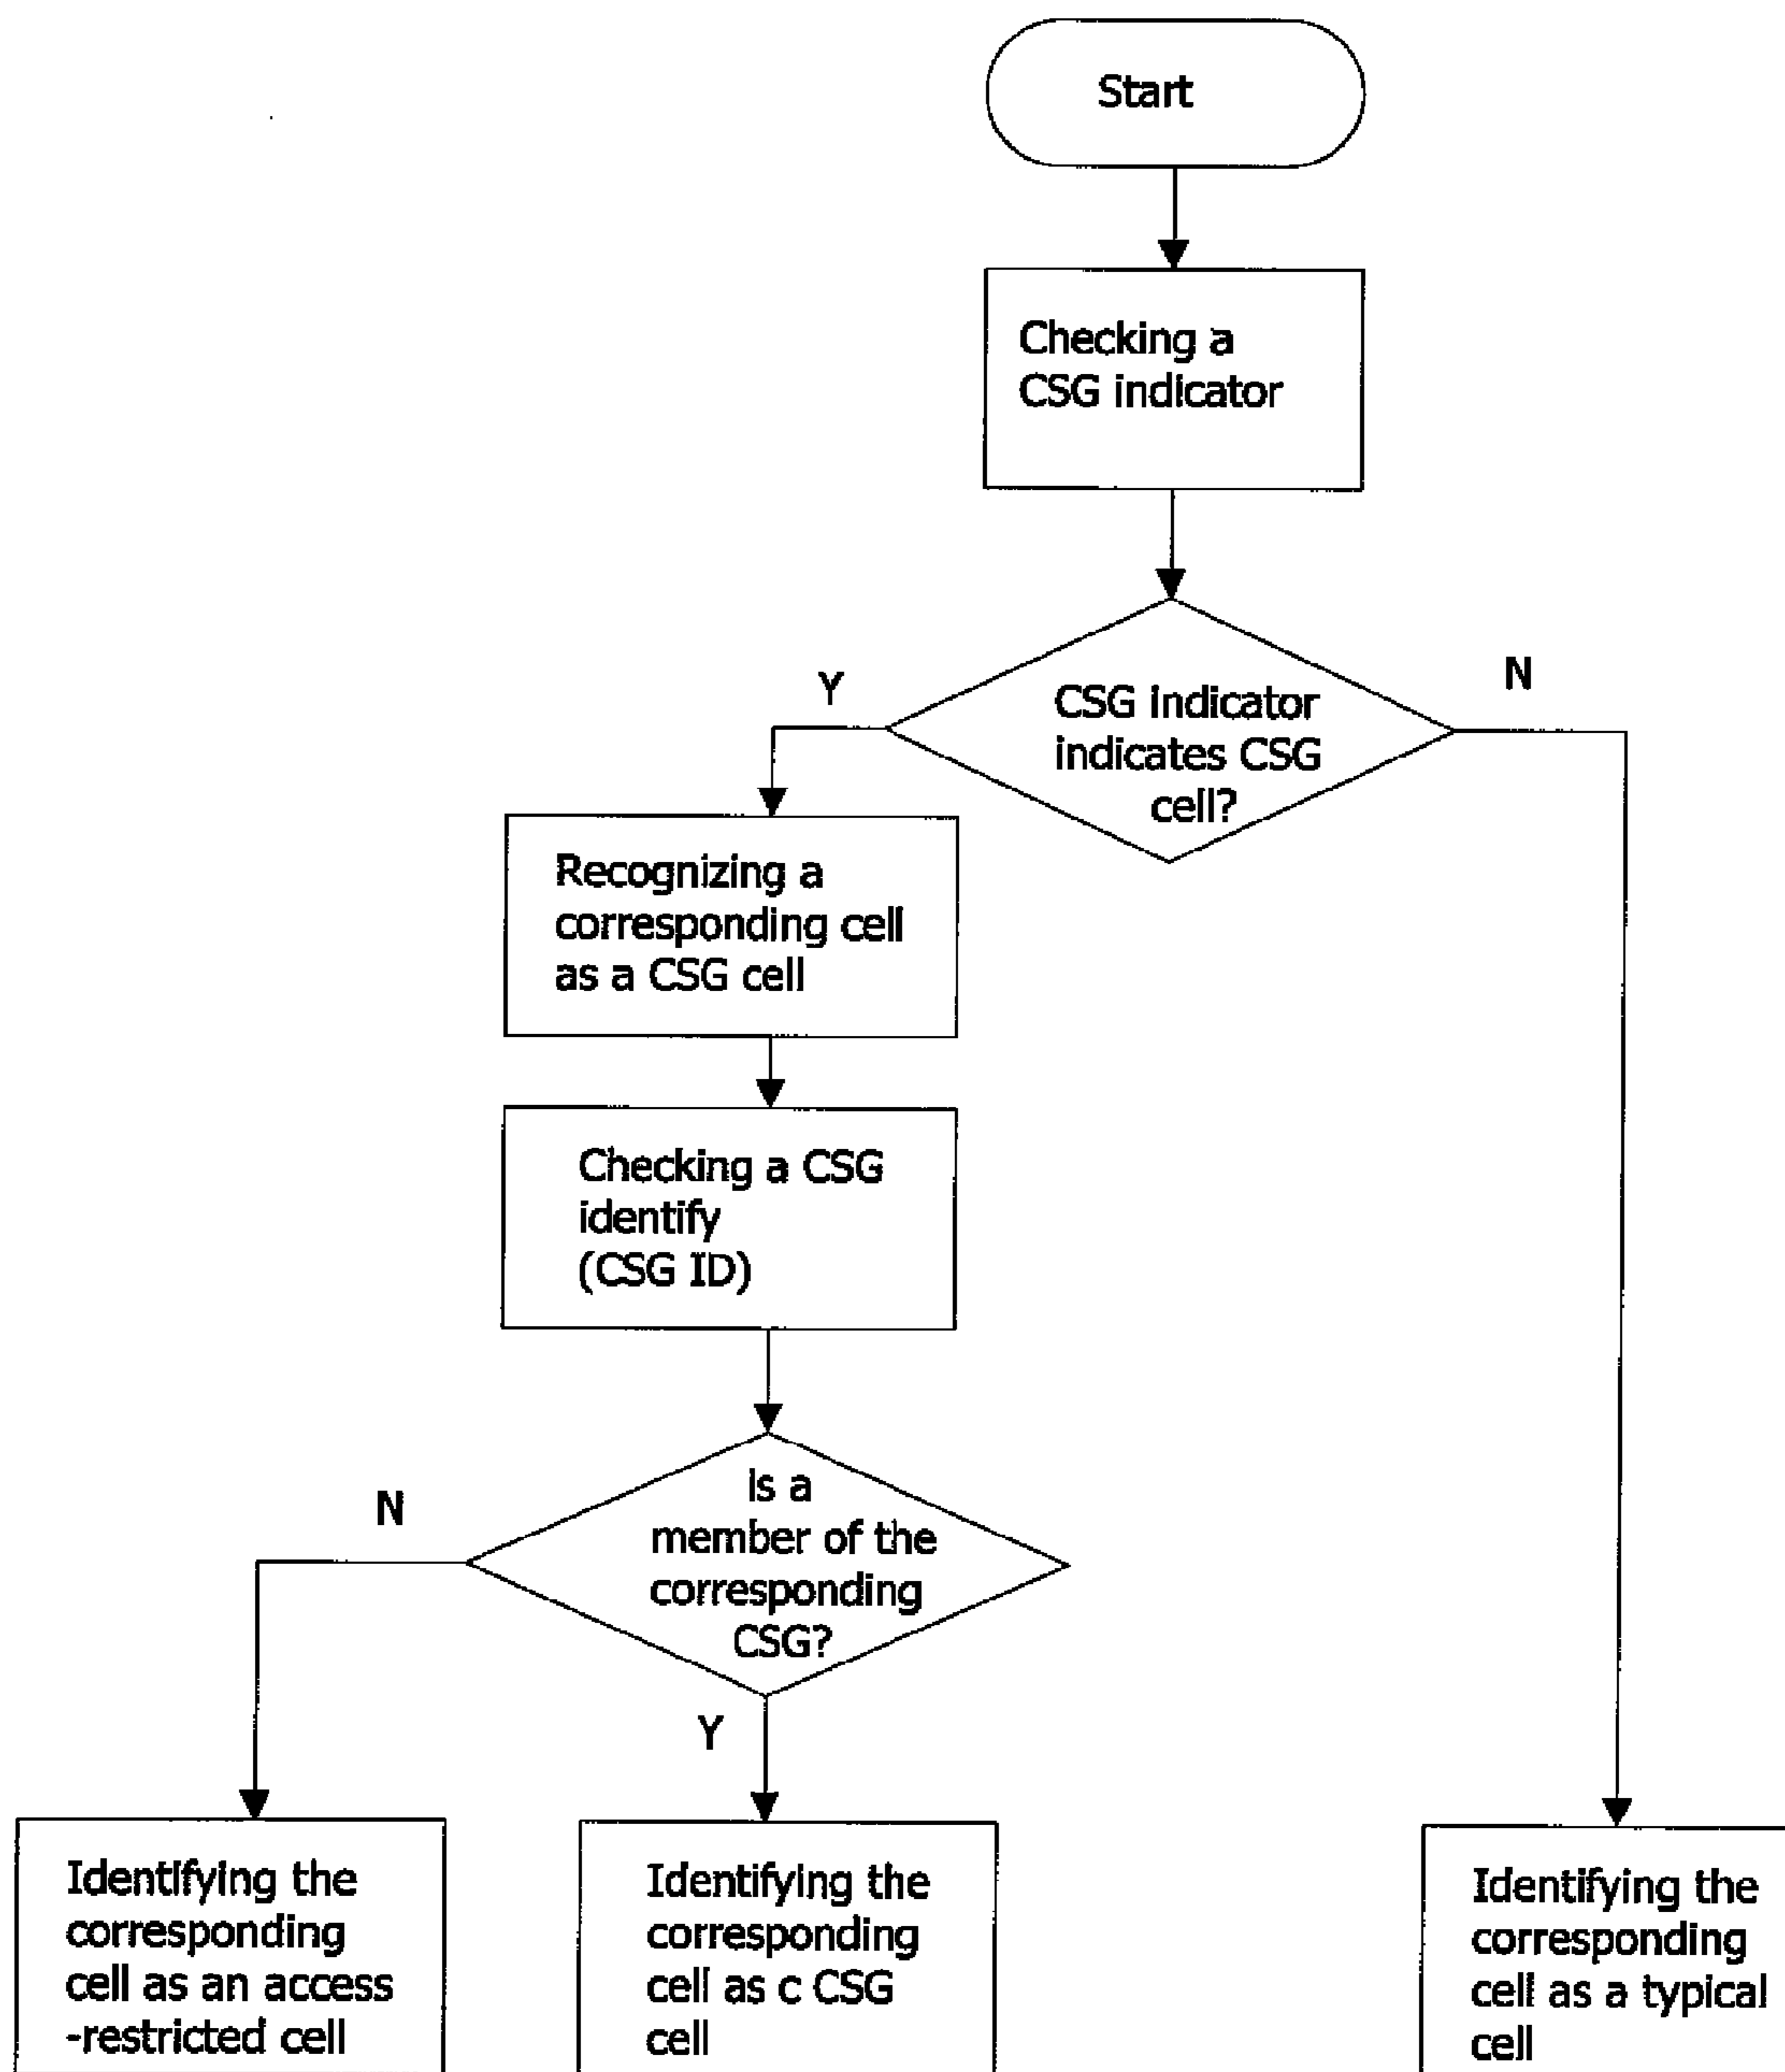 Start
Checking a
CSG indicator
Y
N
CSG indicator
indicates CSG
cell?
Recognizing a
corresponding cell
as a CSG cell
Checking a CSG
identify
(CSG ID)
N
is a
member of the
corresponding
CSG?
Y
Identifying the
corresponding
cell as an access
-restricted cell
Identifying the
corresponding
cell as c CSG
cell
Identifying the
corresponding
cell as a typical
cell